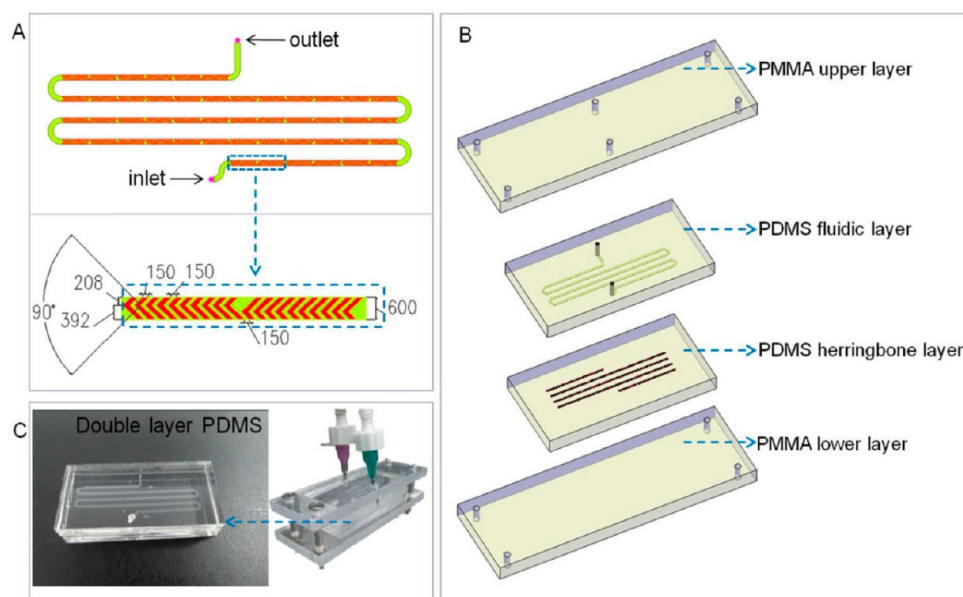 A
outlet
inlet
150
150
208
90°
392
600
150
B
PMMA upper layer
PDMS fluidic layer
PDMS herringbone layer
PMMA lower layer
C
Double layer PDMS